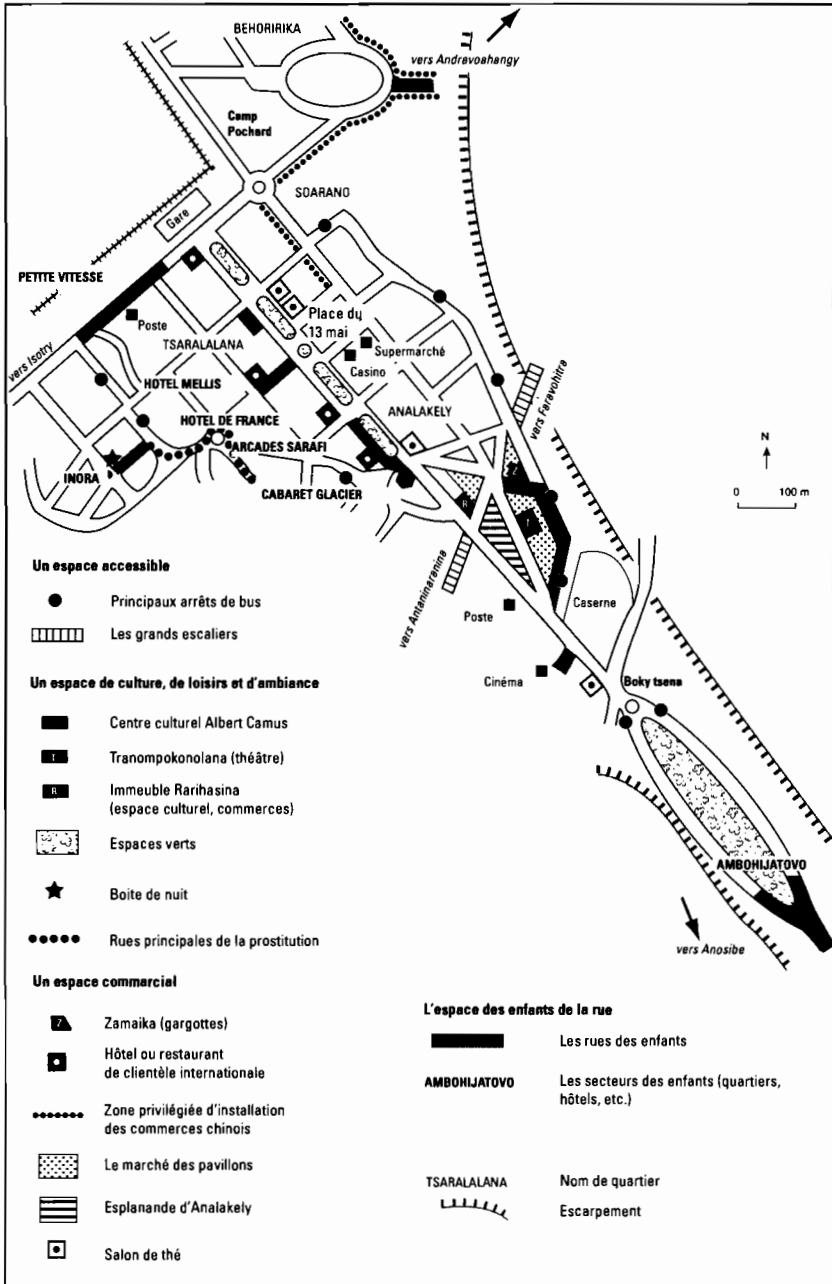 BEHORIRIKA
vers Andravoahangy
Camp
Pochard
SOARANO
Gare
PETITE VITESSE
Poste
Place du
13 mai
vers Isotry
TSARALALANA
Supermarché
Casino
HOTEL MELLIS
ANALAKELY
vers Faravohitra
HOTEL DE FRANCE
ARCADES SARAFI
N
INORA
CABARET GLACIER
Z
R
T
0 100 m
vers Antaninaranina
Caserne
Poste
Cinéma
Boky tsena
AMBOHIJATOVO
vers Anosibe
Un espace accessible
Principaux arrêts de bus
Les grands escaliers
Un espace de culture, de loisirs et d'ambiance
Centre culturel Albert Camus
T Tranompokonolana (théâtre)
R Immeuble Rarihasina
(espace culturel, commerces)
Espaces verts
Boite de nuit
Rues principales de la prostitution
Un espace commercial
Z Zamaika (gargottes)
Hôtel ou restaurant
de clientèle internationale
Zone privilégiée d'installation
des commerces chinois
Le marché des pavillons
Esplanande d'Analakely
Salon de thé
L'espace des enfants de la rue
Les rues des enfants
AMBOHIJATOVO Les secteurs des enfants (quartiers,
hôtels, etc.)
TSARALALANA Nom de quartier
Escarpement